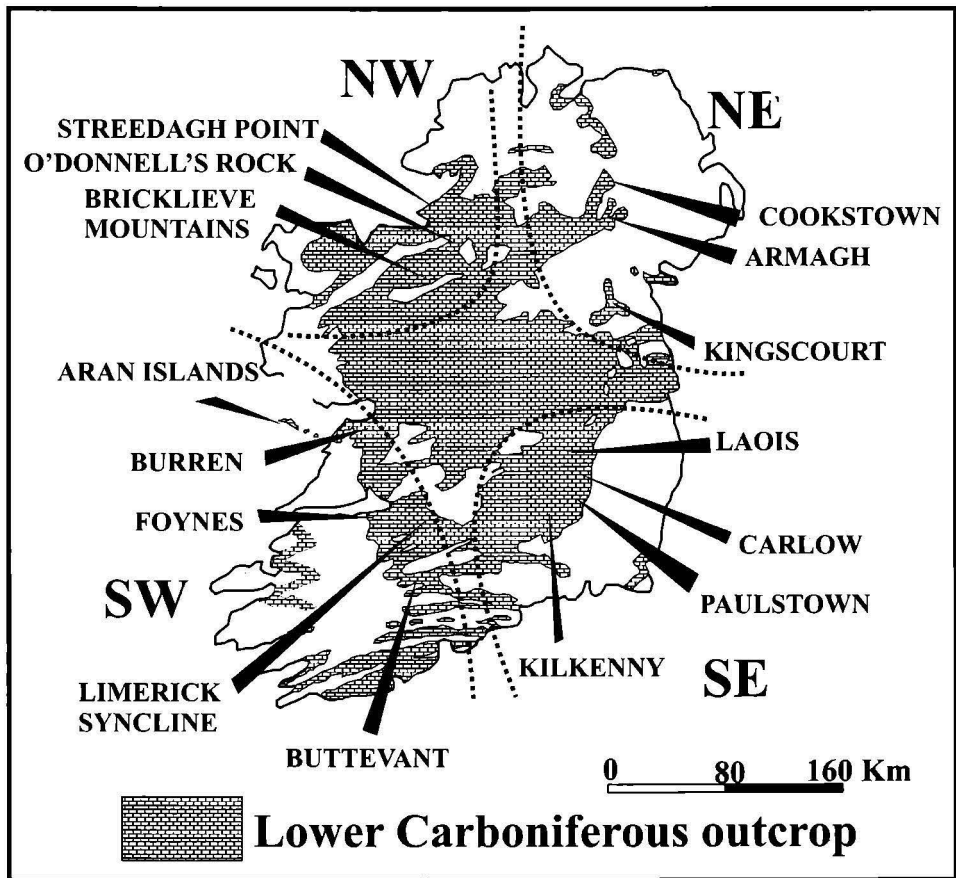 NW
NE
STREEDAGH POINT
O'DONNELL'S ROCK
BRICKLIEVE
MOUNTAINS
COOKSTOWN
ARMAGH
KINGSCOURT
ARAN ISLANDS
BURREN
LAOIS
FOYNES
CARLOW
SW
PAULSTOWN
KILKENNY
SE
LIMERICK
SYNCLINE
BUTTEVANT
0 80 160 Km
Lower Carboniferous outcrop